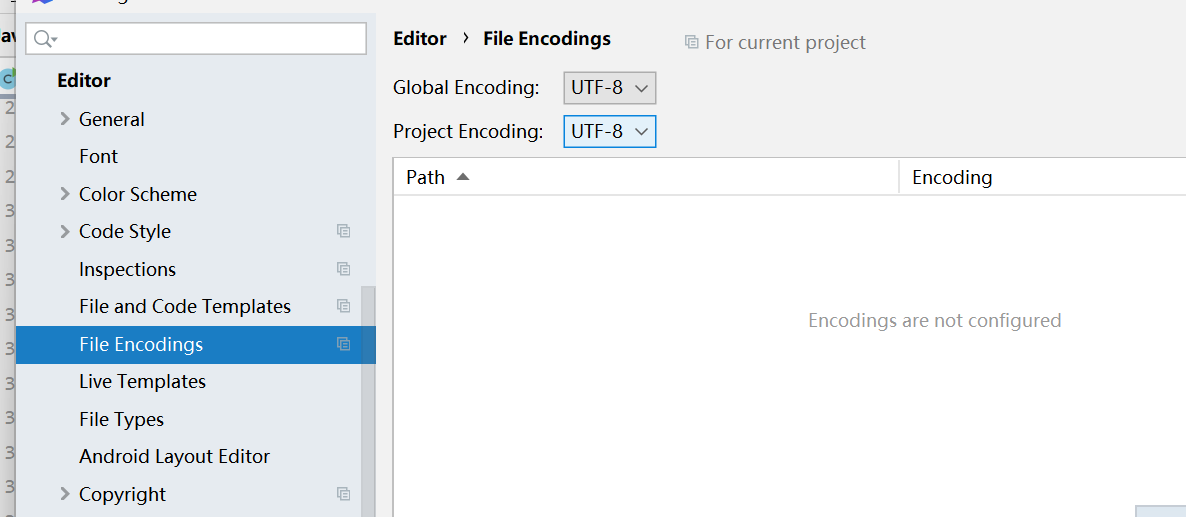 Editor › File Encodings
For current project
Global Encoding: UTF-8
Project Encoding: UTF-8
Path
Encoding
Encodings are not configured
Editor
General
Font
Color Scheme
Code Style
Inspections
File and Code Templates
File Encodings
Live Templates
File Types
Android Layout Editor
Copyright